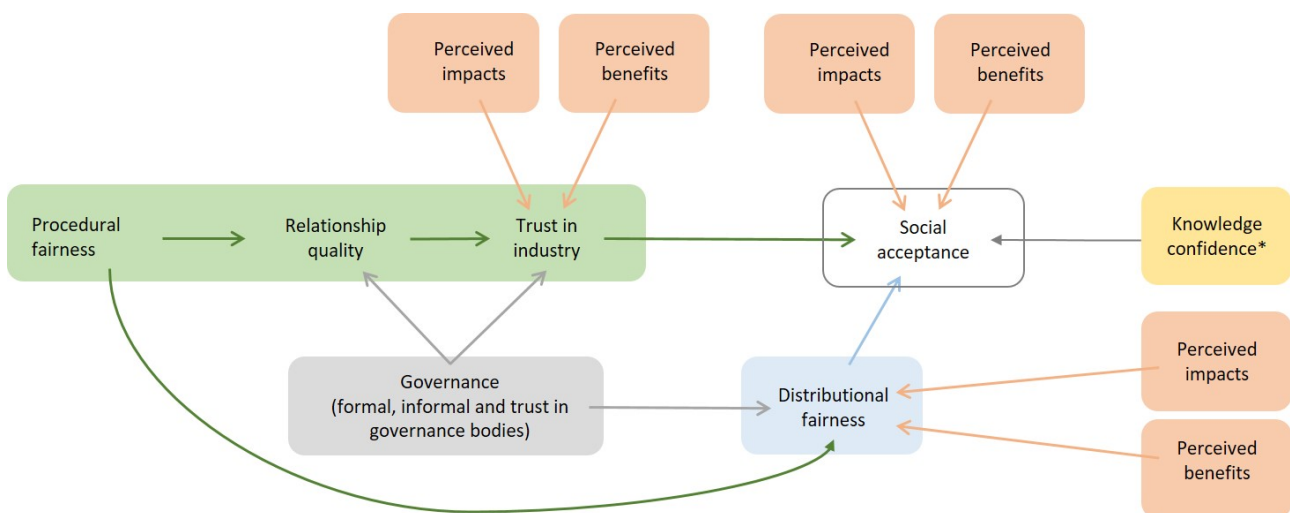 Perceived
impacts
Perceived
benefits
Perceived
impacts
Perceived
benefits
Procedural
fairness
Relationship
quality
Trust in
industry
Social
acceptance
Knowledge
confidence*
Governance
(formal, informal and trust in
governance bodies)
Distributional
fairness
Perceived
impacts
Perceived
benefits